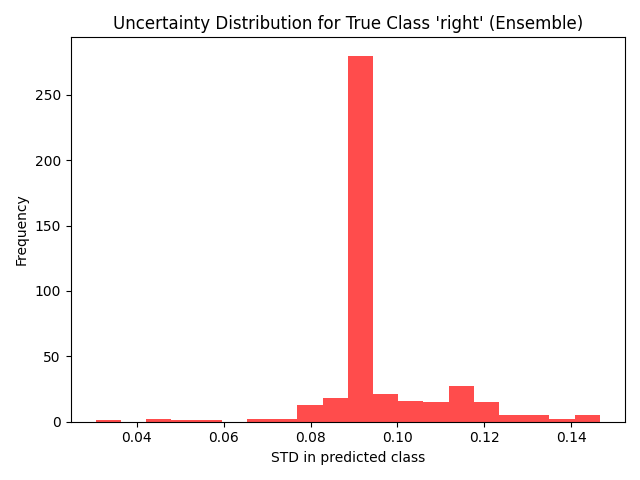 Uncertainty Distribution for True Class 'right' (Ensemble)
Frequency
250
200
150
100
50
0
0.04 0.06 0.08 0.10 0.12 0.14
STD in predicted class